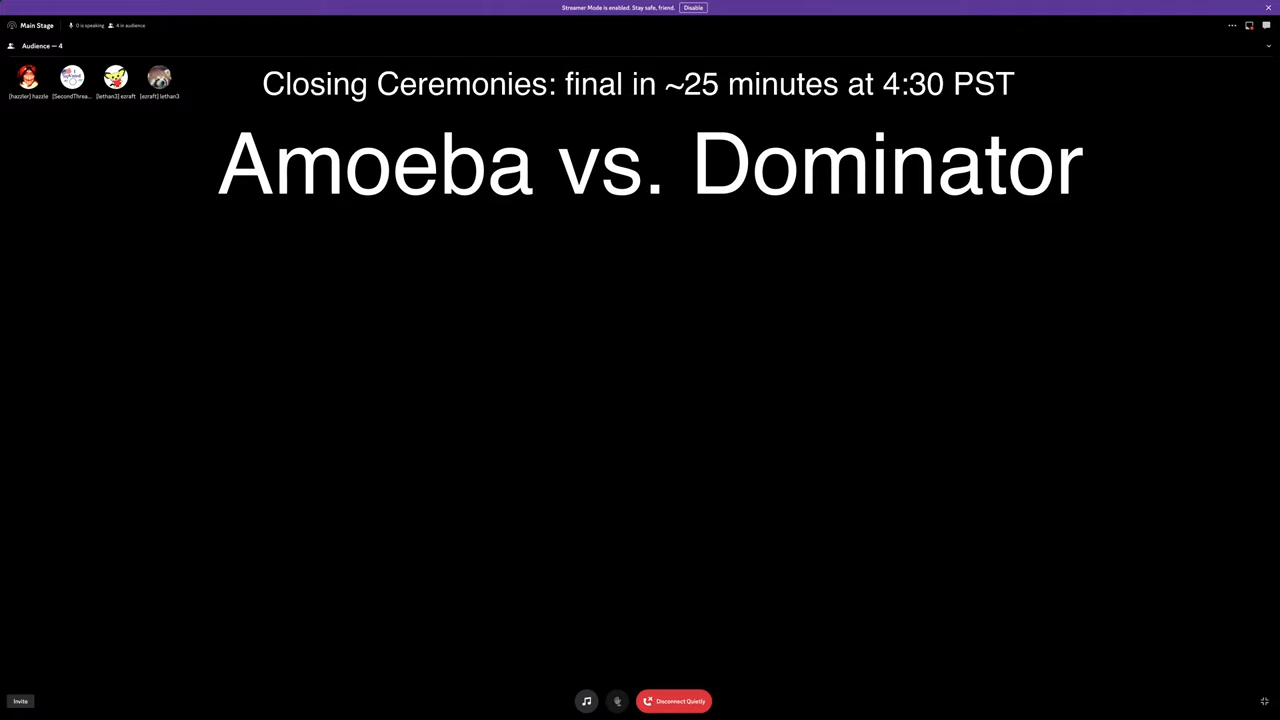 Streamer Mode is enabled. Stay safe, friend. Disable
Main Stage 0 is speaking 4 in audience
Audience — 4
[hazzler] hazzle [SecondThrea... [lethan3] ezraft [ezraft] lethan3
Closing Ceremonies: final in ~25 minutes at 4:30 PST
Amoeba vs. Dominator
Invite
Disconnect Quietly